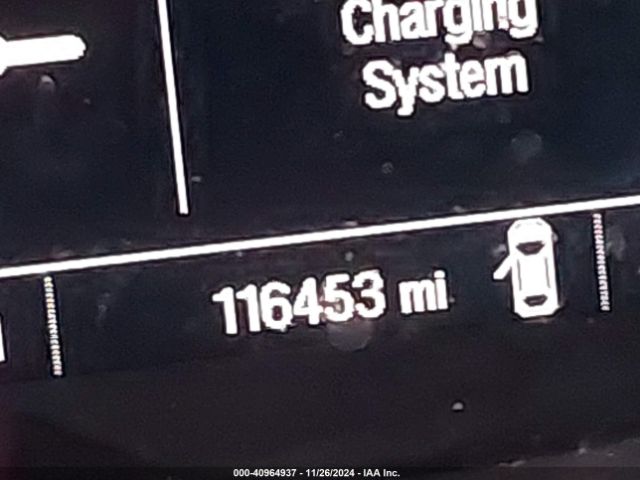 Charging
System
116453 mi
000-40964937 - 11/26/2024 - IAA Inc.